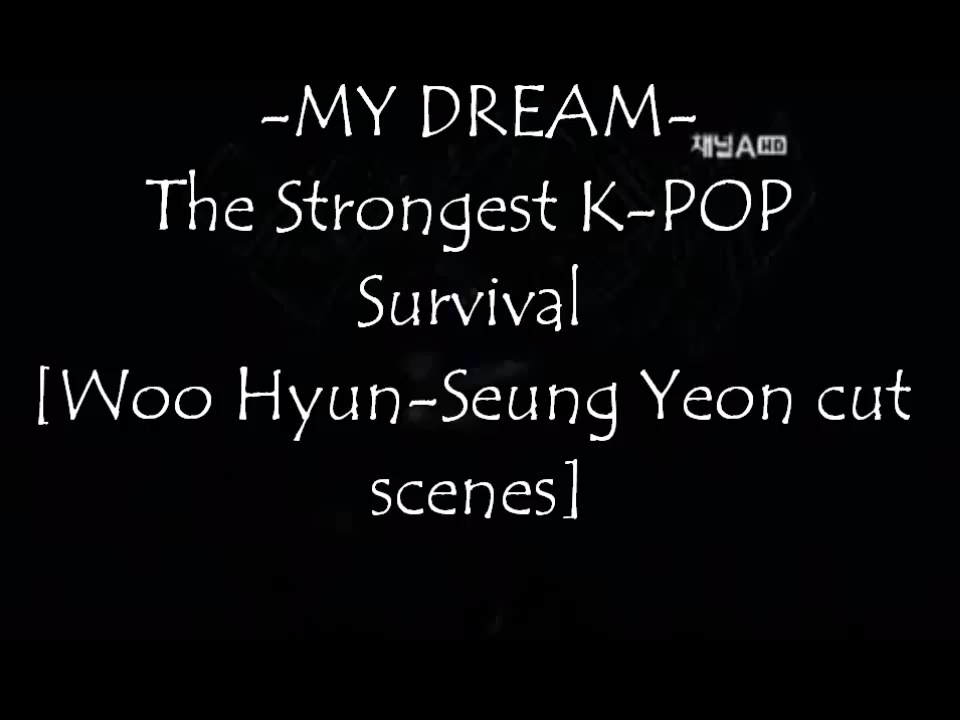 -MY DREAM-
채널A HD
The Strongest K-POP
Survival
[Woo Hyun-Seung Yeon cut
scenes]